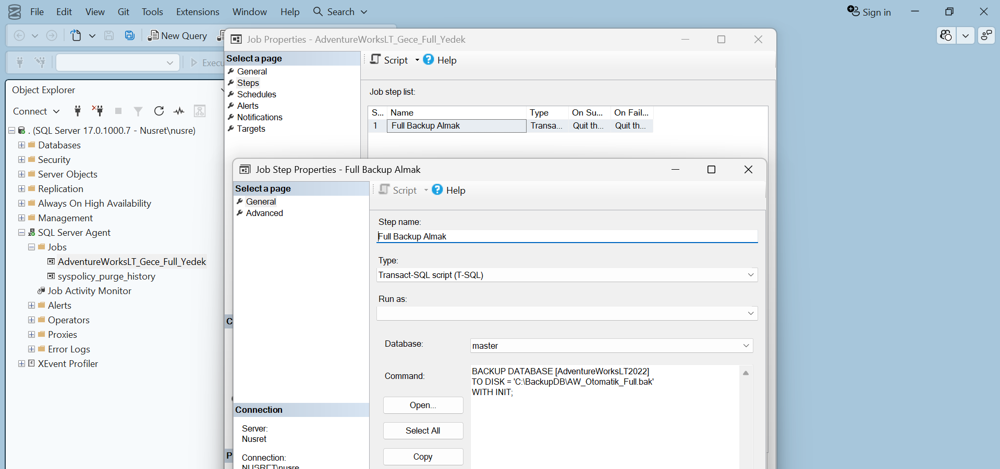 File Edit View Git Tools Extensions Window Help Search Sign in
New Query
Job Properties - AdventureWorksLT_Gece_Full_Yedek
Select a page
General
Steps
Schedules
Alerts
Notifications
Targets
Script Help
Job step list:
S... Name Type On Su... On Fail...
1 Full Backup Almak Transa... Quit th... Quit th...
Object Explorer
Connect
. (SQL Server 17.0.1000.7 - Nusret\nusre)
Databases
Security
Server Objects
Replication
Always On High Availability
Management
SQL Server Agent
Jobs
AdventureWorksLT_Gece_Full_Yedek
syspolicy_purge_history
Job Activity Monitor
Alerts
Operators
Proxies
Error Logs
XEvent Profiler
Job Step Properties - Full Backup Almak
Select a page
General
Advanced
Script Help
Step name:
Full Backup Almak
Type:
Transact-SQL script (T-SQL)
Run as:
Database:
master
Command:
BACKUP DATABASE [AdventureWorksLT2022]
TO DISK = 'C:\BackupDB\AW_Otomatik_Full.bak'
WITH INIT;
Open...
Select All
Copy
Connection
Server:
Nusret
Connection:
NUSRET\nusre